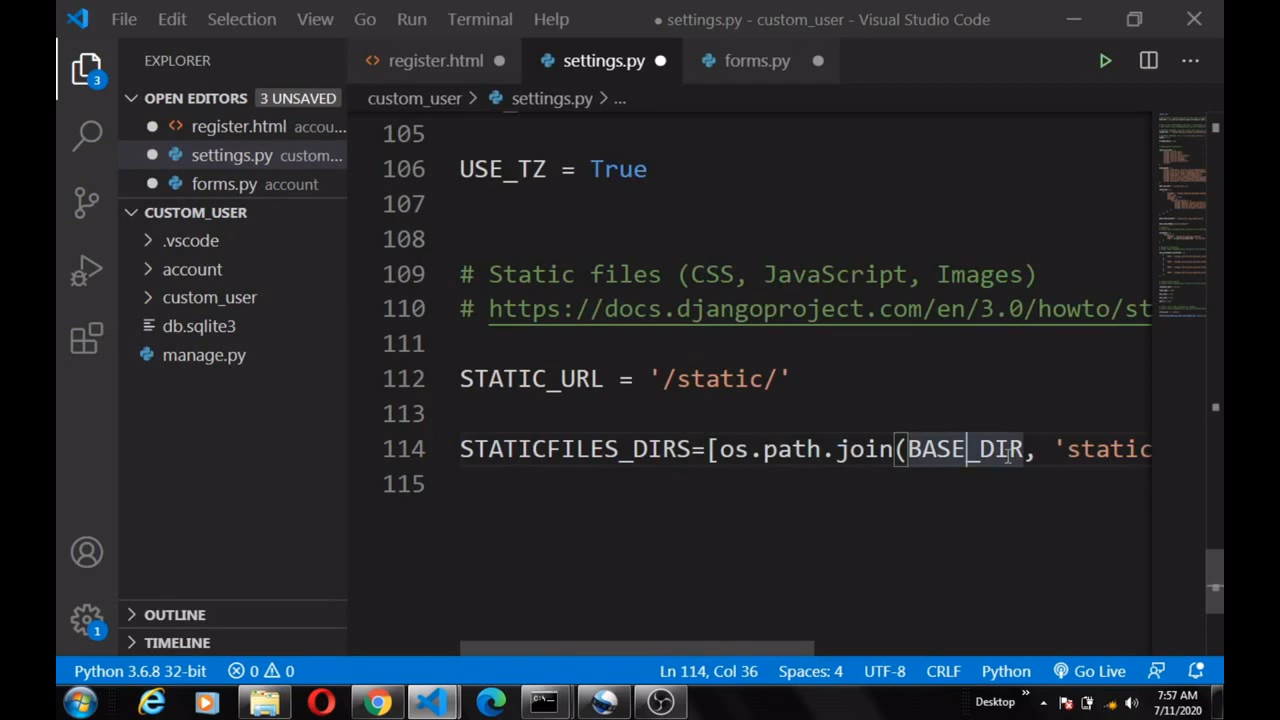 File Edit Selection View Go Run Terminal Help ● settings.py - custom_user - Visual Studio Code
EXPLORER
register.html
settings.py
forms.py
OPEN EDITORS 3 UNSAVED
custom_user > settings.py > ...
register.html accou...
settings.py custom...
forms.py account
CUSTOM_USER
.vscode
account
custom_user
db.sqlite3
manage.py
OUTLINE
TIMELINE
3
1
105
106 USE_TZ = True
107
108
109 # Static files (CSS, JavaScript, Images)
110 # https://docs.djangoproject.com/en/3.0/howto/st
111
112 STATIC_URL = '/static/'
113
114 STATICFILES_DIRS=[os.path.join(BASE_DIR, 'static
115
Python 3.6.8 32-bit 0 0 Ln 114, Col 36 Spaces: 4 UTF-8 CRLF Python Go Live
Desktop » 7:57 AM
7/11/2020